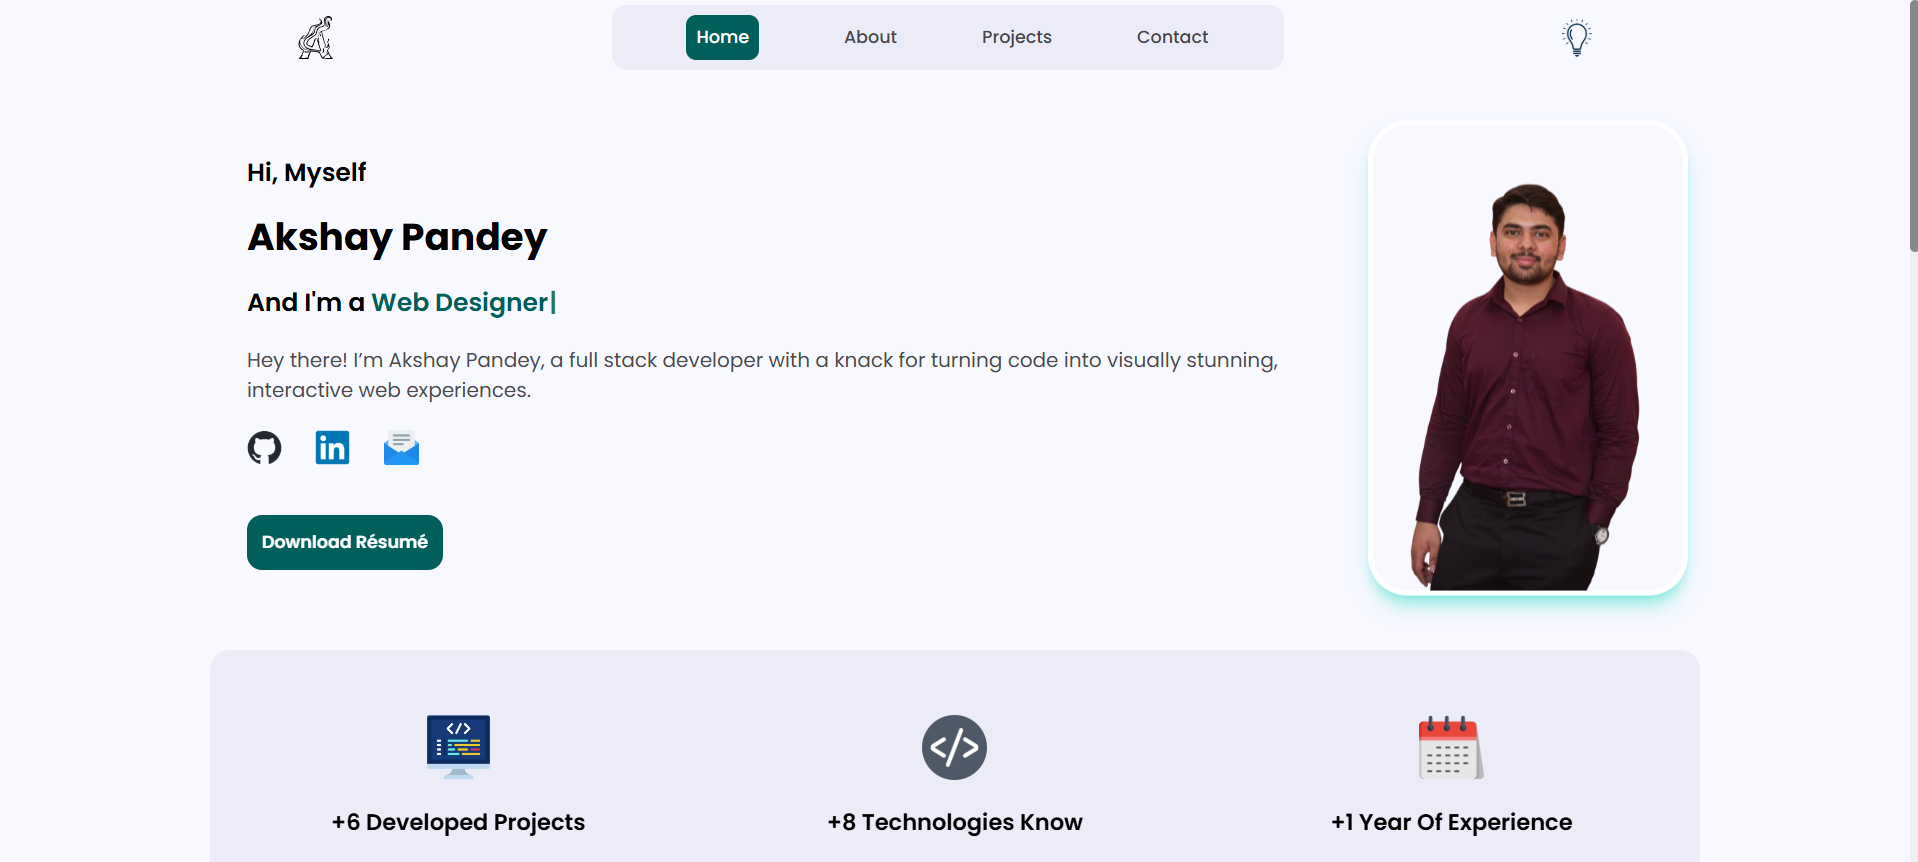 Home
About
Projects
Contact
Hi, Myself
Akshay Pandey
And I'm a Web Designer|
Hey there! I’m Akshay Pandey, a full stack developer with a knack for turning code into visually stunning,
interactive web experiences.
in
Download Résumé
</>
</>
+6 Developed Projects
+8 Technologies Know
+1 Year Of Experience